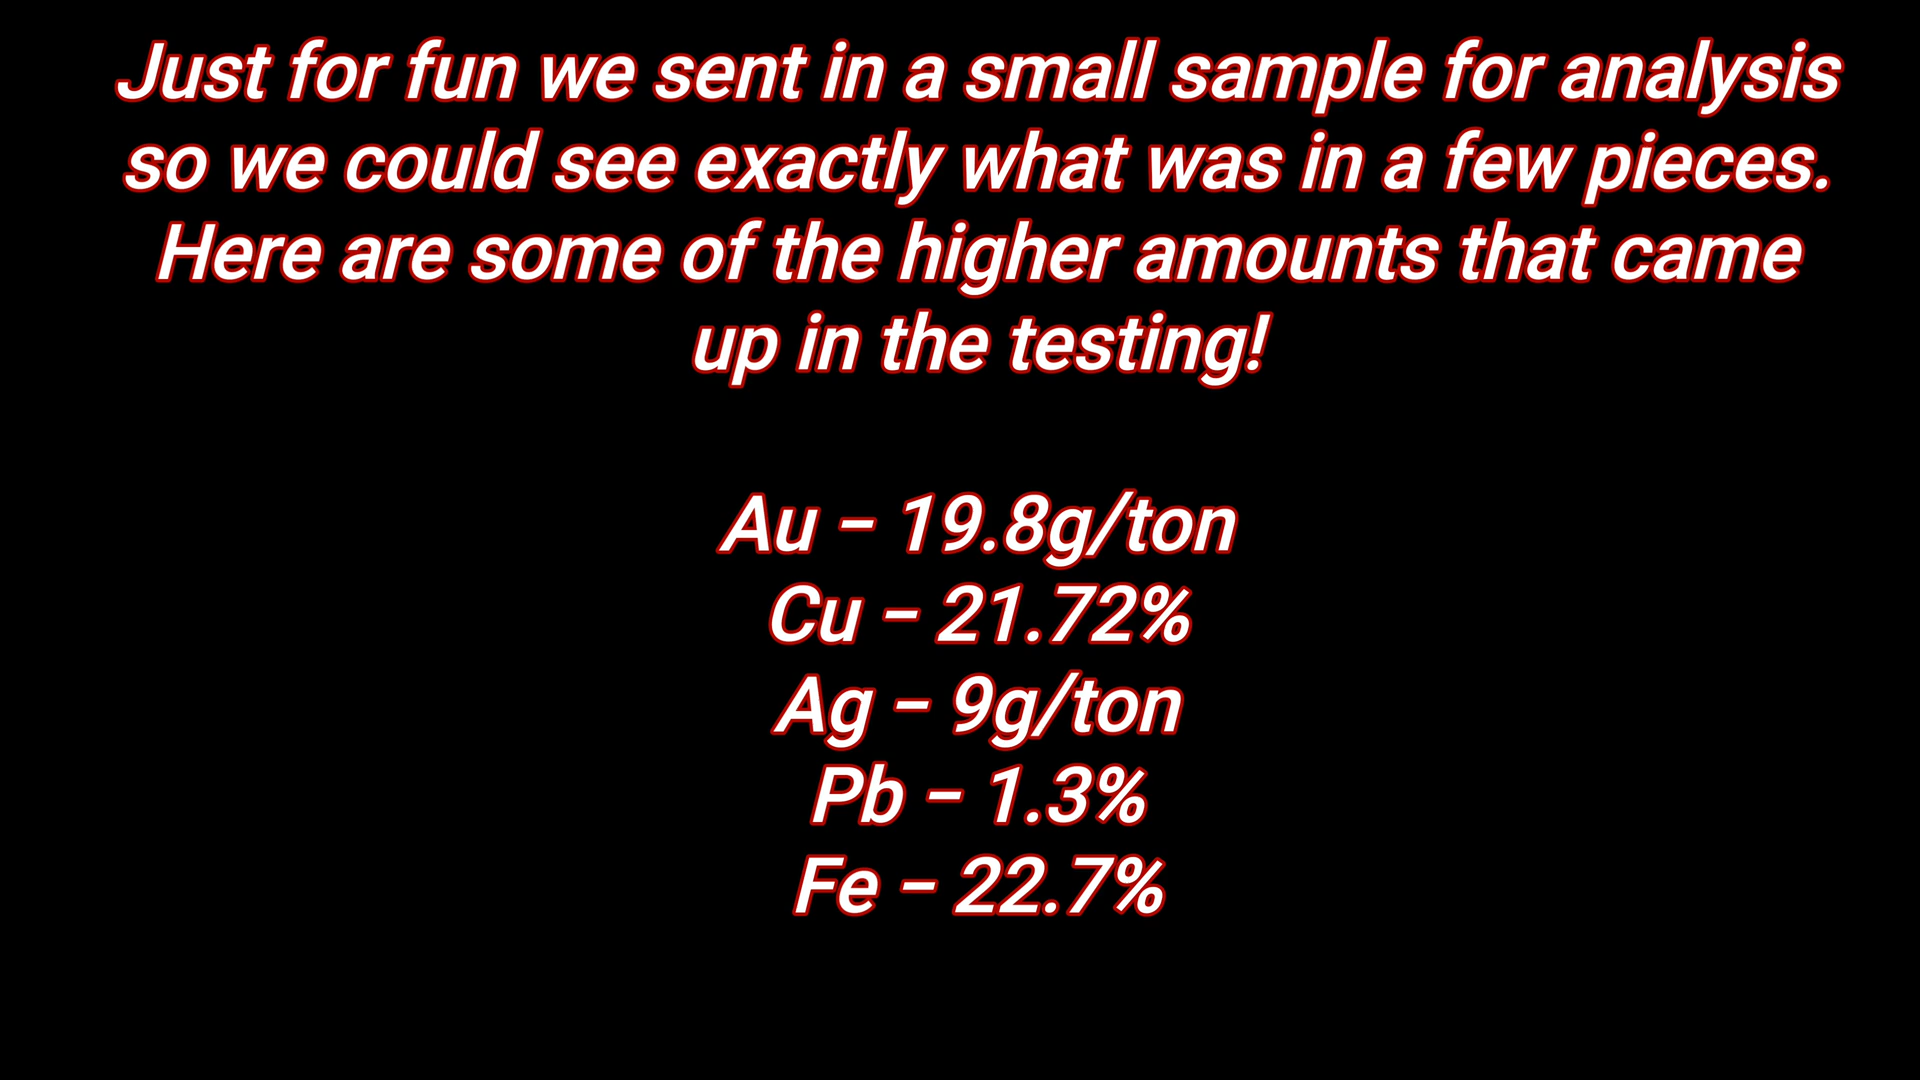 Just for fun we sent in a small sample for analysis
so we could see exactly what was in a few pieces.
Here are some of the higher amounts that came
up in the testing!
Au – 19.8g/ton
Cu – 21.72%
Ag – 9g/ton
Pb – 1.3%
Fe – 22.7%